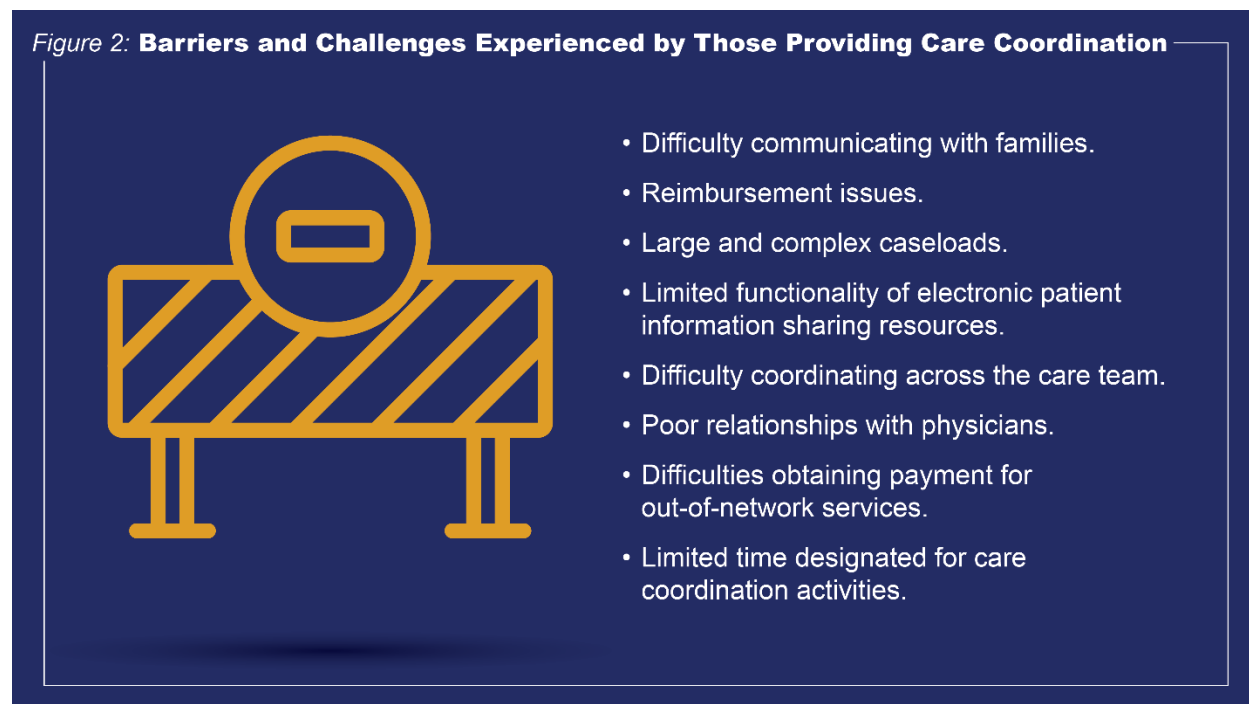 Figure 2: Barriers and Challenges Experienced by Those Providing Care Coordination
• Difficulty communicating with families.
• Reimbursement issues.
• Large and complex caseloads.
• Limited functionality of electronic patient
information sharing resources.
• Difficulty coordinating across the care team.
• Poor relationships with physicians.
• Difficulties obtaining payment for
out-of-network services.
• Limited time designated for care
coordination activities.